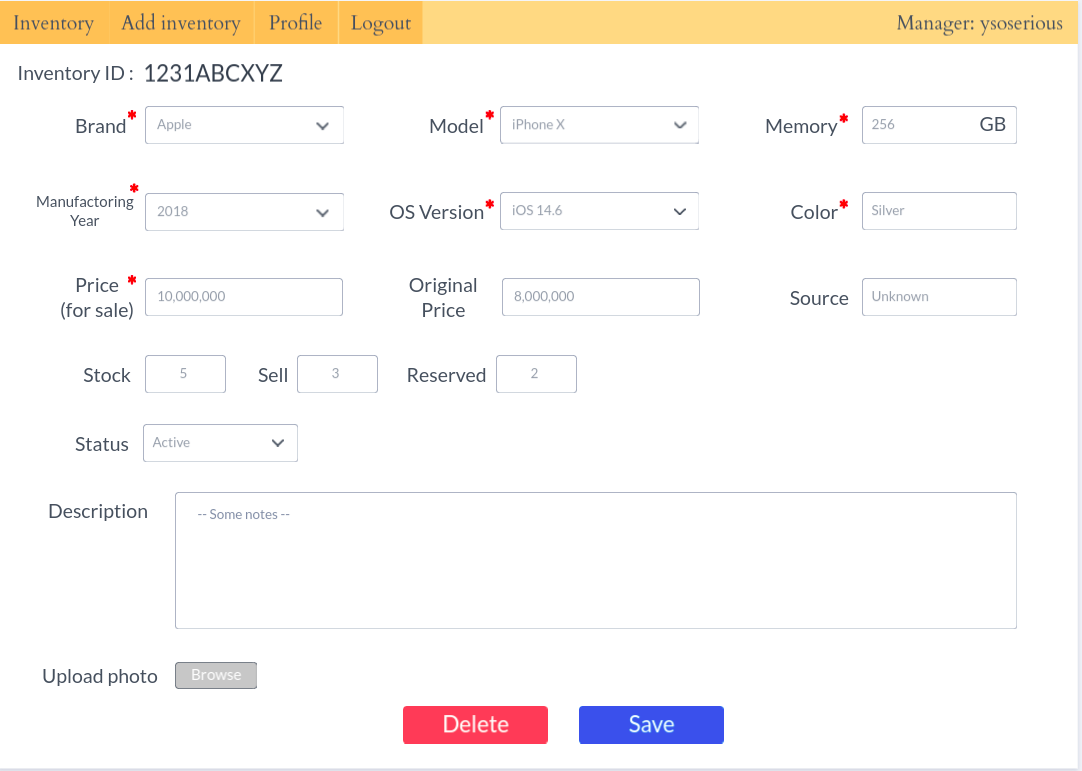 Inventory Add inventory Profile Logout Manager: ysoserious
Inventory ID : 1231ABCXYZ
Brand* Apple Model* iPhone X Memory* 256 GB
Manufactoring* Year 2018 OS Version* iOS 14.6 Color* Silver
Price* (for sale) 10,000,000 Original Price 8,000,000 Source Unknown
Stock 5 Sell 3 Reserved 2
Status Active
Description -- Some notes --
Upload photo Browse
Delete Save